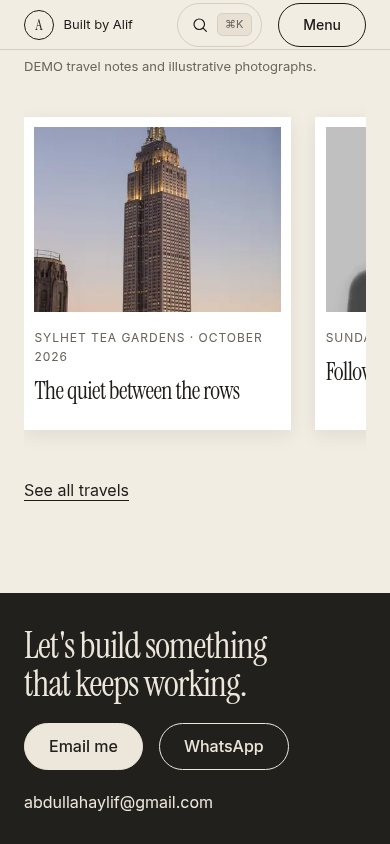 A
Built by Alif
⌘K
Menu
DEMO travel notes and illustrative photographs.
SYLHET TEA GARDENS · OCTOBER
2026
The quiet between the rows
SUNDA
Follow
See all travels
Let's build something
that keeps working.
Email me
WhatsApp
abdullahaylif@gmail.com